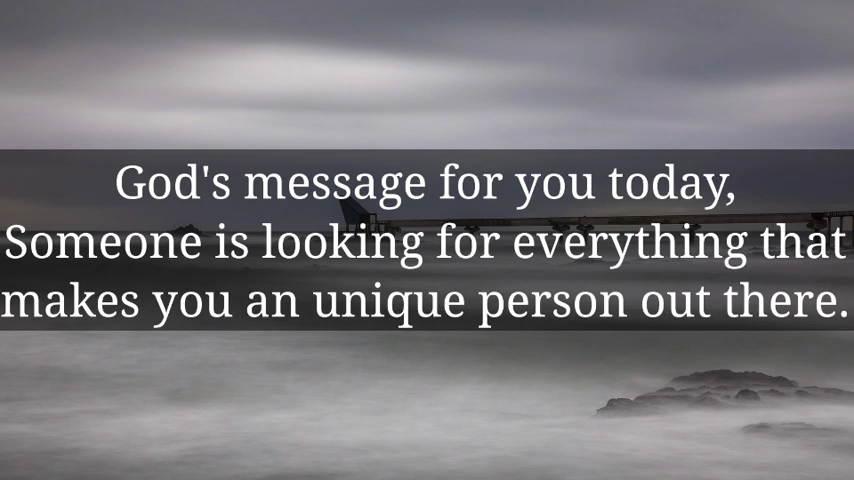 God's message for you today,
Someone is looking for everything that
makes you an unique person out there.